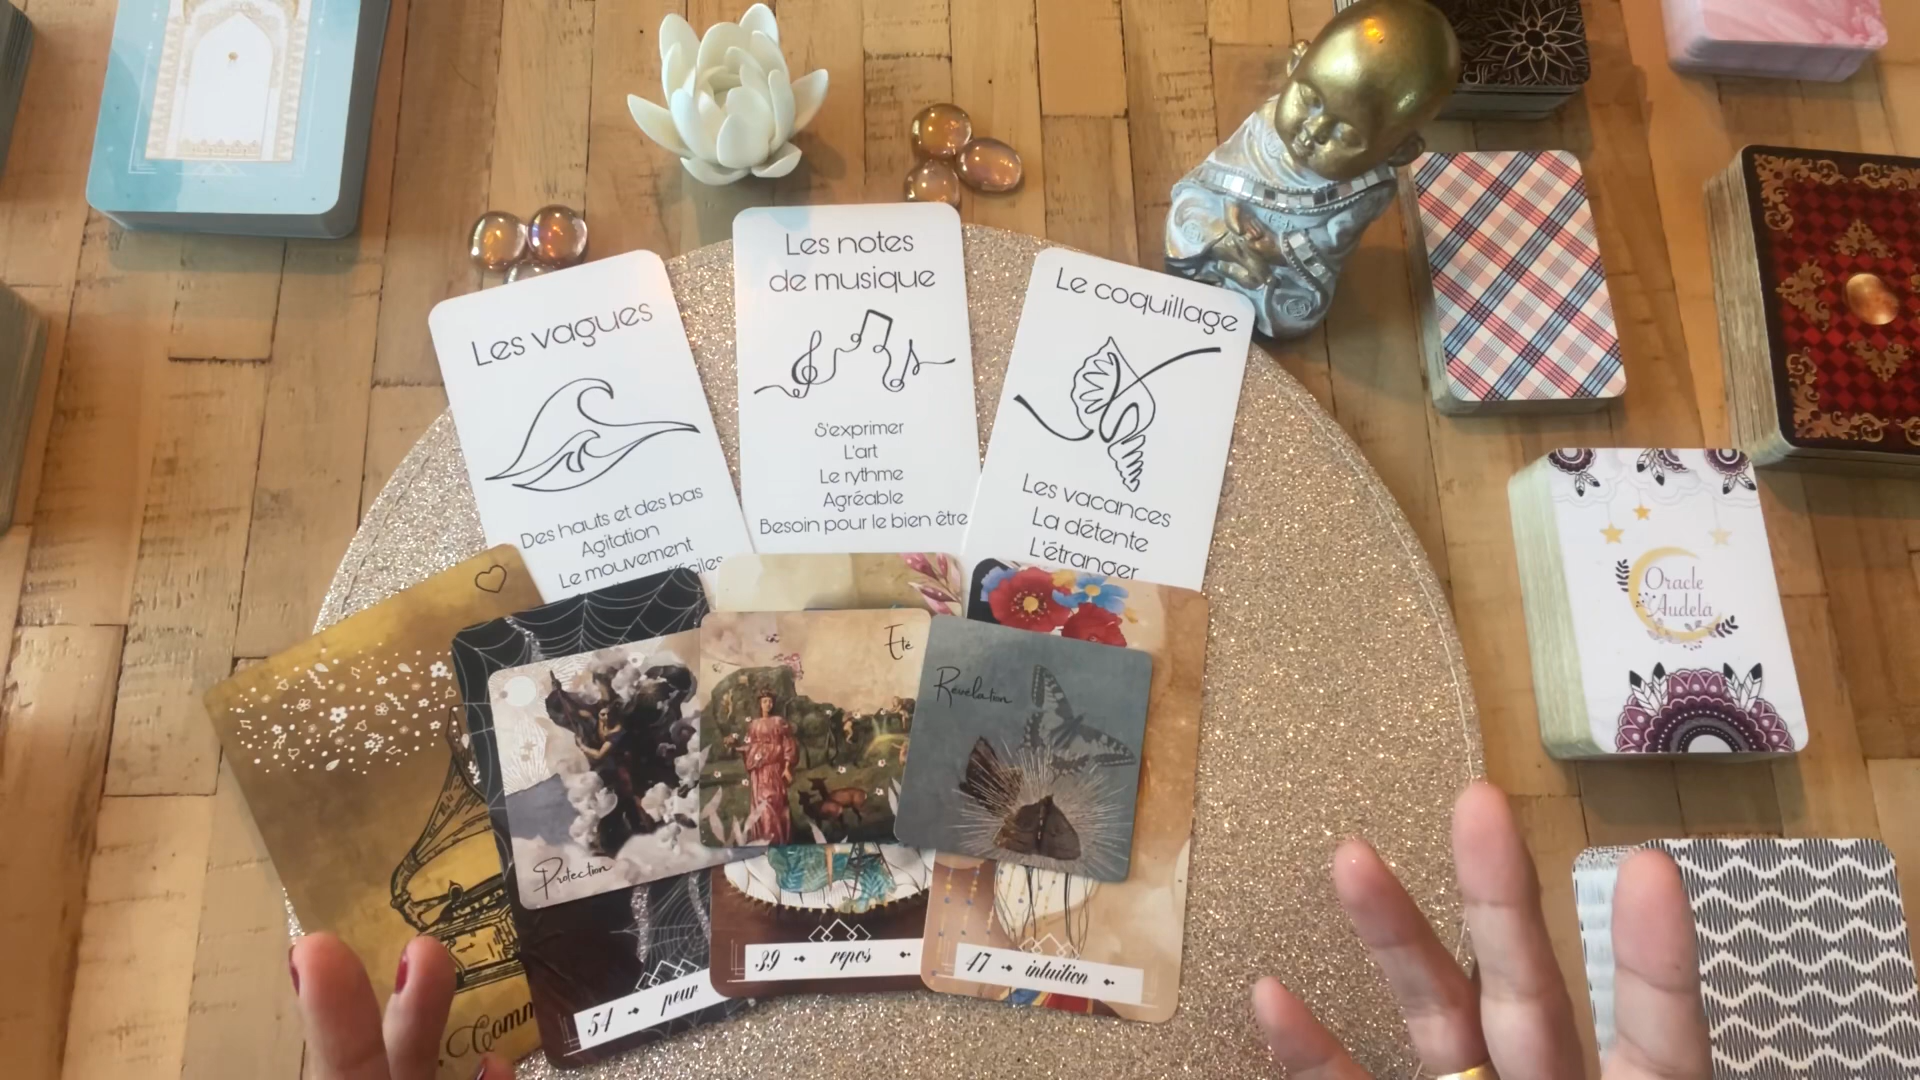 Les vagues
Des hauts et des bas
Agitation
Le mouvement
Les notes
de musique
S'exprimer
L'art
Le rythme
Agréable
Besoin pour le bien être
Le coquillage
Les vacances
La détente
L'étranger
Protection
Eté
Révélation
51 peur
39 repos
47 intuition
Oracle
Audela